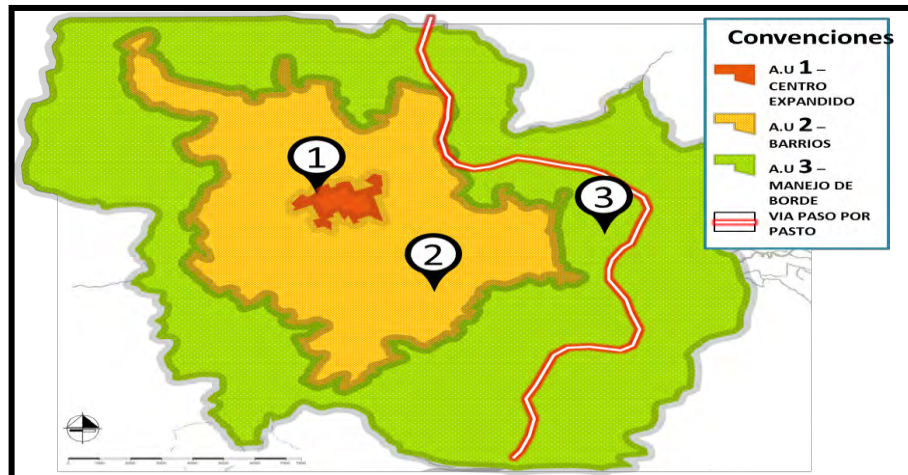 Convenciones
A.U 1 –
CENTRO
EXPANDIDO
A.U 2 –
BARRIOS
A.U 3 –
MANEJO DE
BORDE
VIA PASO POR
PASTO
1
2
3